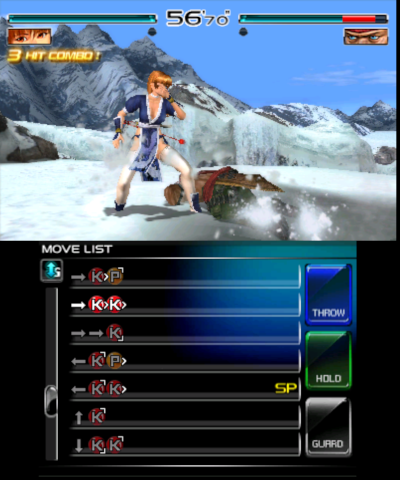 56'70"
3 HIT COMBO!
MOVE LIST
S
→ K P
→ K K
→ → K
← K P
← K K SP
↑ K
↓ K K
THROW
HOLD
GUARD